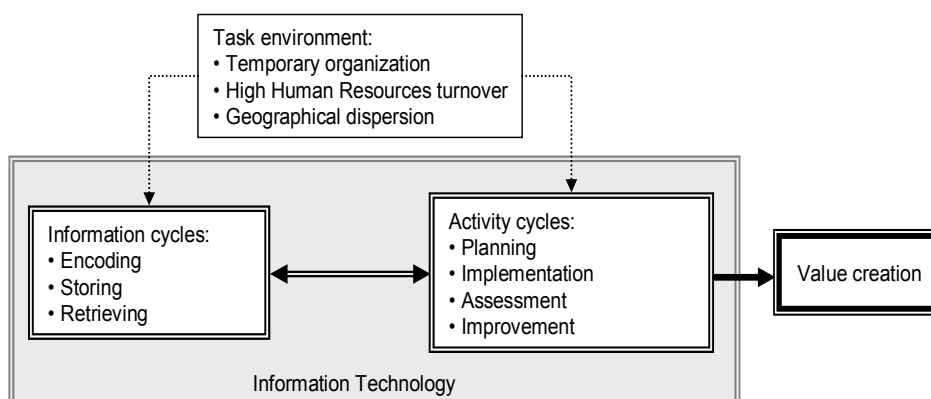 Task environment:
• Temporary organization
• High Human Resources turnover
• Geographical dispersion
Information cycles:
• Encoding
• Storing
• Retrieving
Activity cycles:
• Planning
• Implementation
• Assessment
• Improvement
Value creation
Information Technology